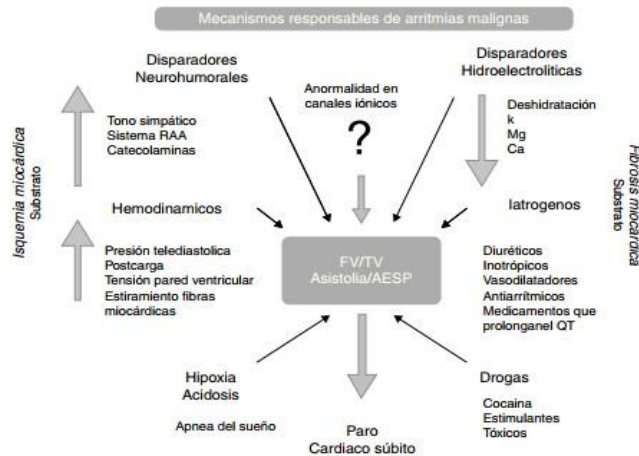 Mecanismos responsables de arritmias malignas
Disparadores
Neurohumorales
Anormalidad en
canales iónicos
?
Disparadores
Hidroelectrolíticas
Tono simpático
Sistema RAA
Catecolaminas
Deshidratación
k
Mg
Ca
Isquemia miocárdica
Substrato
Fibrosis miocardica
Substrato
Hemodinamicos
Iatrogenos
Presión telediastolica
Postcarga
Tensión pared ventricular
Estiramiento fibras
miocárdicas
FV/TV
Asistolia/AESP
Diuréticos
Inotrópicos
Vasodilatadores
Antiarrítmicos
Medicamentos que
prolonganel QT
Hipoxia
Acidosis
Apnea del sueño
Paro
Cardiaco súbito
Drogas
Cocaina
Estimulantes
Tóxicos